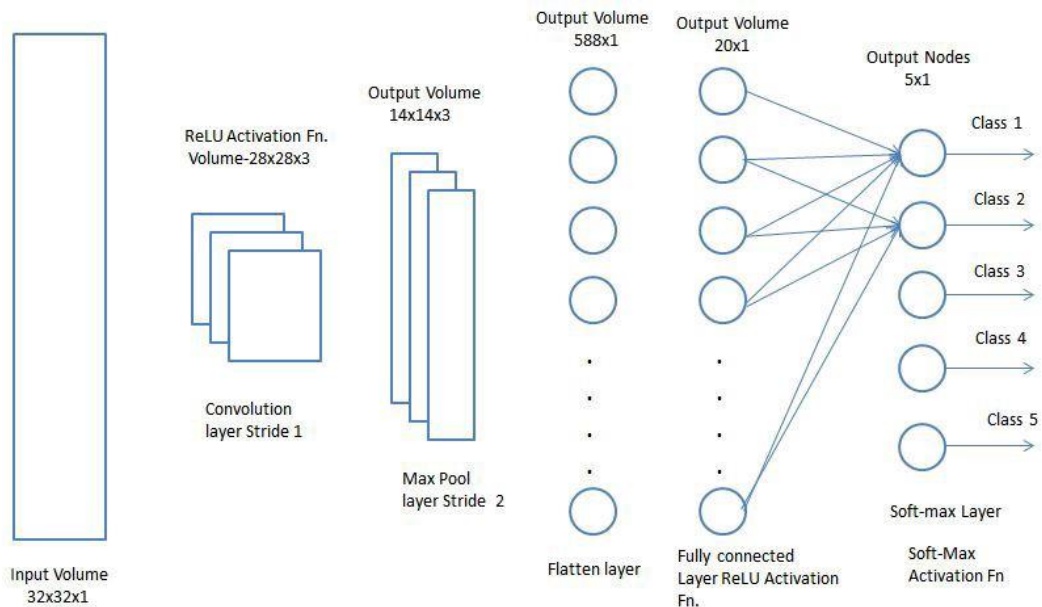 Input Volume
32x32x1
ReLU Activation Fn.
Volume-28x28x3
Convolution
layer Stride 1
Output Volume
14x14x3
Max Pool
layer Stride 2
Output Volume
588x1
Flatten layer
Output Volume
20x1
Fully connected
Layer ReLU Activation
Fn.
Output Nodes
5x1
Class 1
Class 2
Class 3
Class 4
Class 5
Soft-max Layer
Soft-Max
Activation Fn